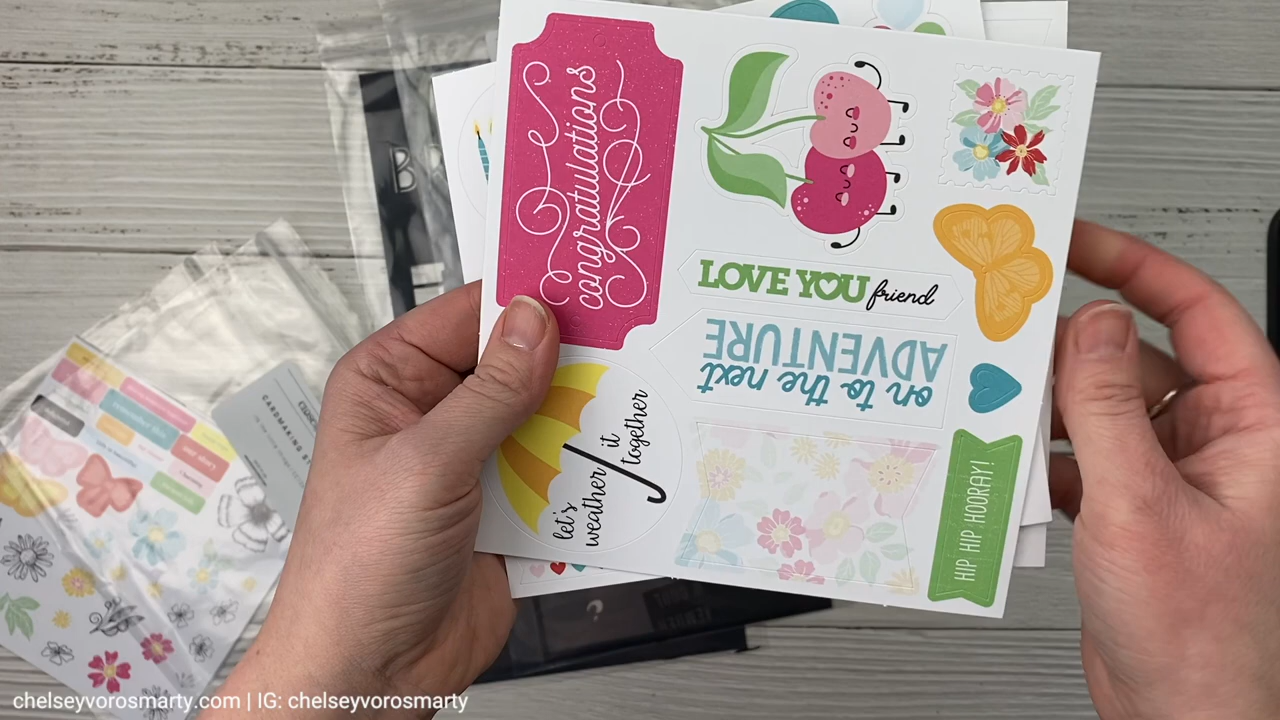 congratulations
LOVE YOU friend
on to the next
ADVENTURE
let's
weather it
together
HIP HIP HOORAY!
CARDMAKING
chelseyvorosmarty.com | IG: chelseyvorosmarty